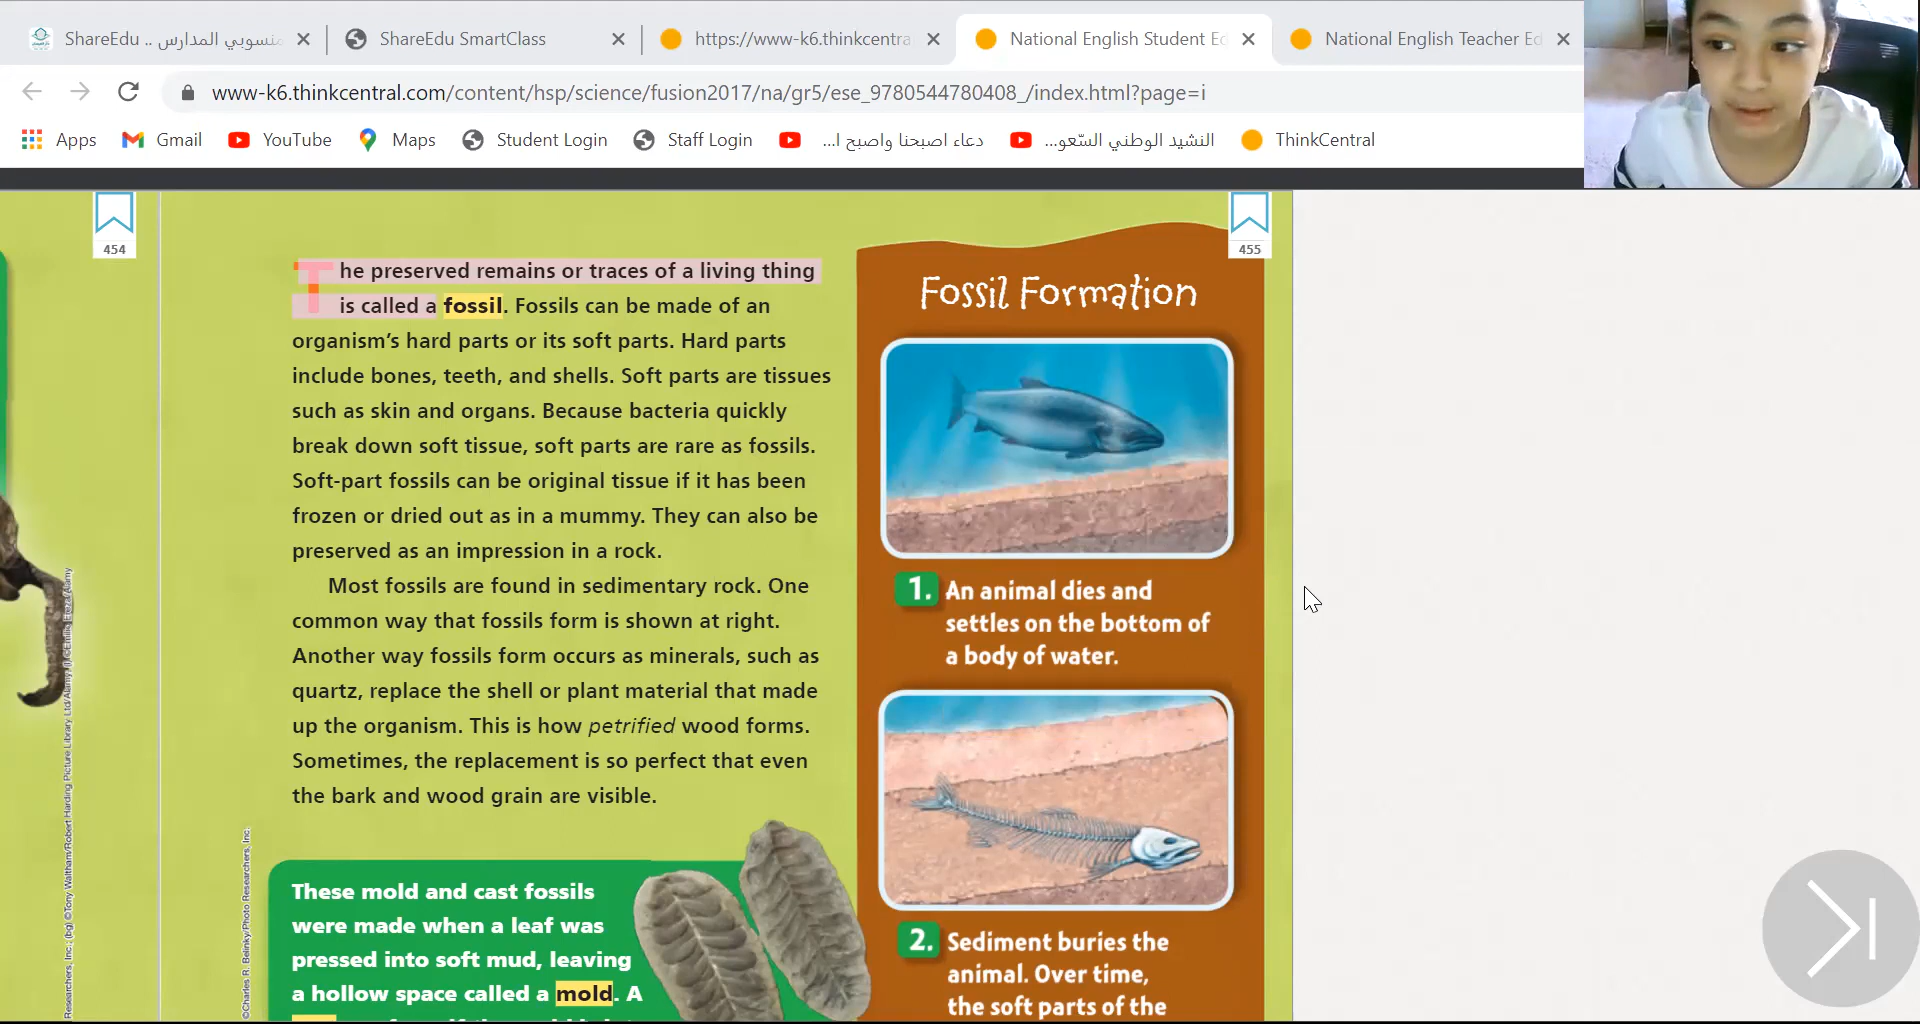 منسوبي المدارس .. ShareEdu
ShareEdu SmartClass
https://www-k6.thinkcentra
National English Student Ed
National English Teacher Ed
www-k6.thinkcentral.com/content/hsp/science/fusion2017/na/gr5/ese_9780544780408_/index.html?page=i
Apps
Gmail
YouTube
Maps
Student Login
Staff Login
دعاء اصبحنا واصبح ا...
النشيد الوطني السّعو...
ThinkCentral
454
455
The preserved remains or traces of a living thing
is called a fossil. Fossils can be made of an
organism's hard parts or its soft parts. Hard parts
include bones, teeth, and shells. Soft parts are tissues
such as skin and organs. Because bacteria quickly
break down soft tissue, soft parts are rare as fossils.
Soft-part fossils can be original tissue if it has been
frozen or dried out as in a mummy. They can also be
preserved as an impression in a rock.
Most fossils are found in sedimentary rock. One
common way that fossils form is shown at right.
Another way fossils form occurs as minerals, such as
quartz, replace the shell or plant material that made
up the organism. This is how petrified wood forms.
Sometimes, the replacement is so perfect that even
the bark and wood grain are visible.
These mold and cast fossils
were made when a leaf was
pressed into soft mud, leaving
a hollow space called a mold. A
Fossil Formation
1. An animal dies and
settles on the bottom of
a body of water.
2. Sediment buries the
animal. Over time,
the soft parts of the
©Charles R. Belinky/Photo Researchers, Inc.